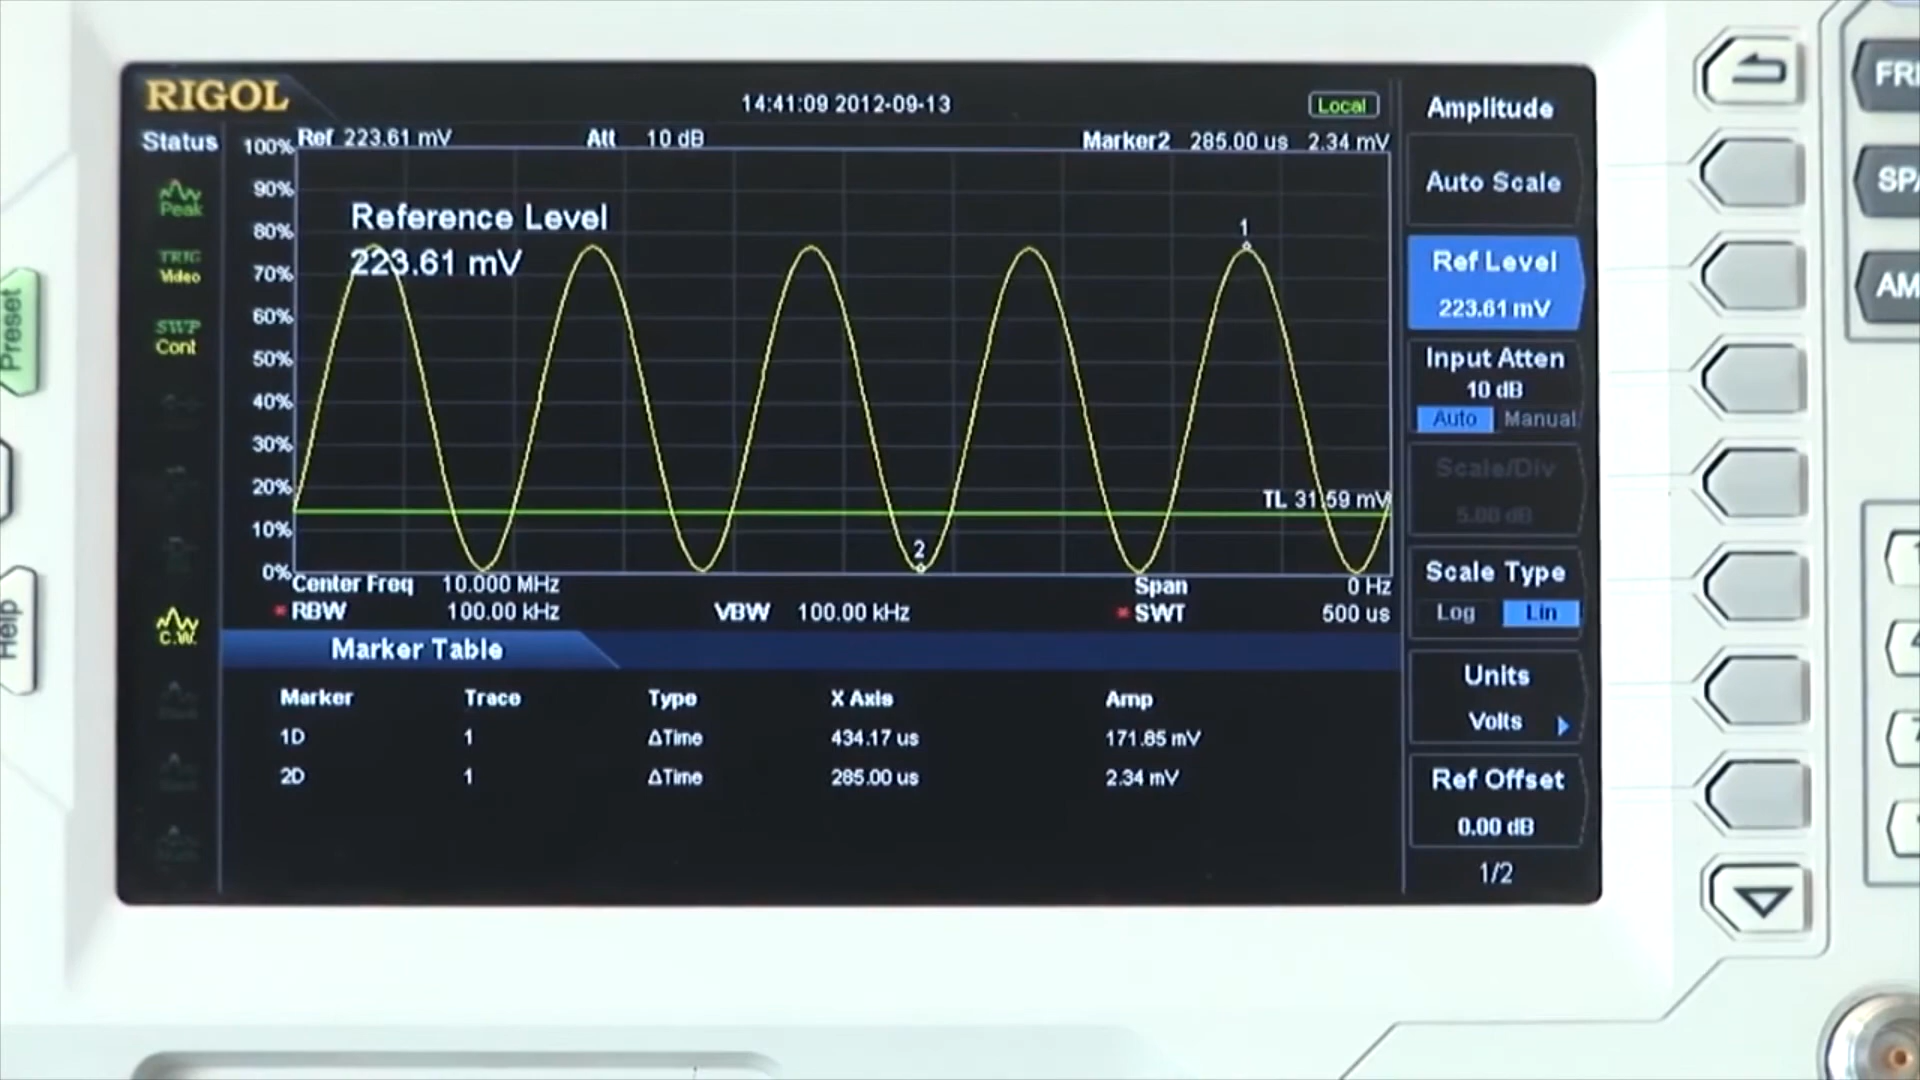 RIGOL
14:41:09 2012-09-13
Local
Status
Ref 223.61 mV Att 10 dB Marker2 285.00 us 2.34 mV
100%
90%
80%
70%
60%
50%
40%
30%
20%
10%
0%
Peak
TRIG
Video
SWP
Cont
C.W.
Reference Level
223.61 mV
1
2
TL 31.59 mV
Center Freq 10.000 MHz Span 0 Hz
*RBW 100.00 kHz VBW 100.00 kHz *SWT 500 us
Marker Table
Marker Trace Type X Axis Amp
1D 1 ΔTime 434.17 us 171.85 mV
2D 1 ΔTime 285.00 us 2.34 mV
Amplitude
Auto Scale
Ref Level
223.61 mV
Input Atten
10 dB
Auto Manual
Scale/Div
5.00 dB
Scale Type
Log Lin
Units
Volts
Ref Offset
0.00 dB
1/2
Preset
Help
FRE
SPA
AM